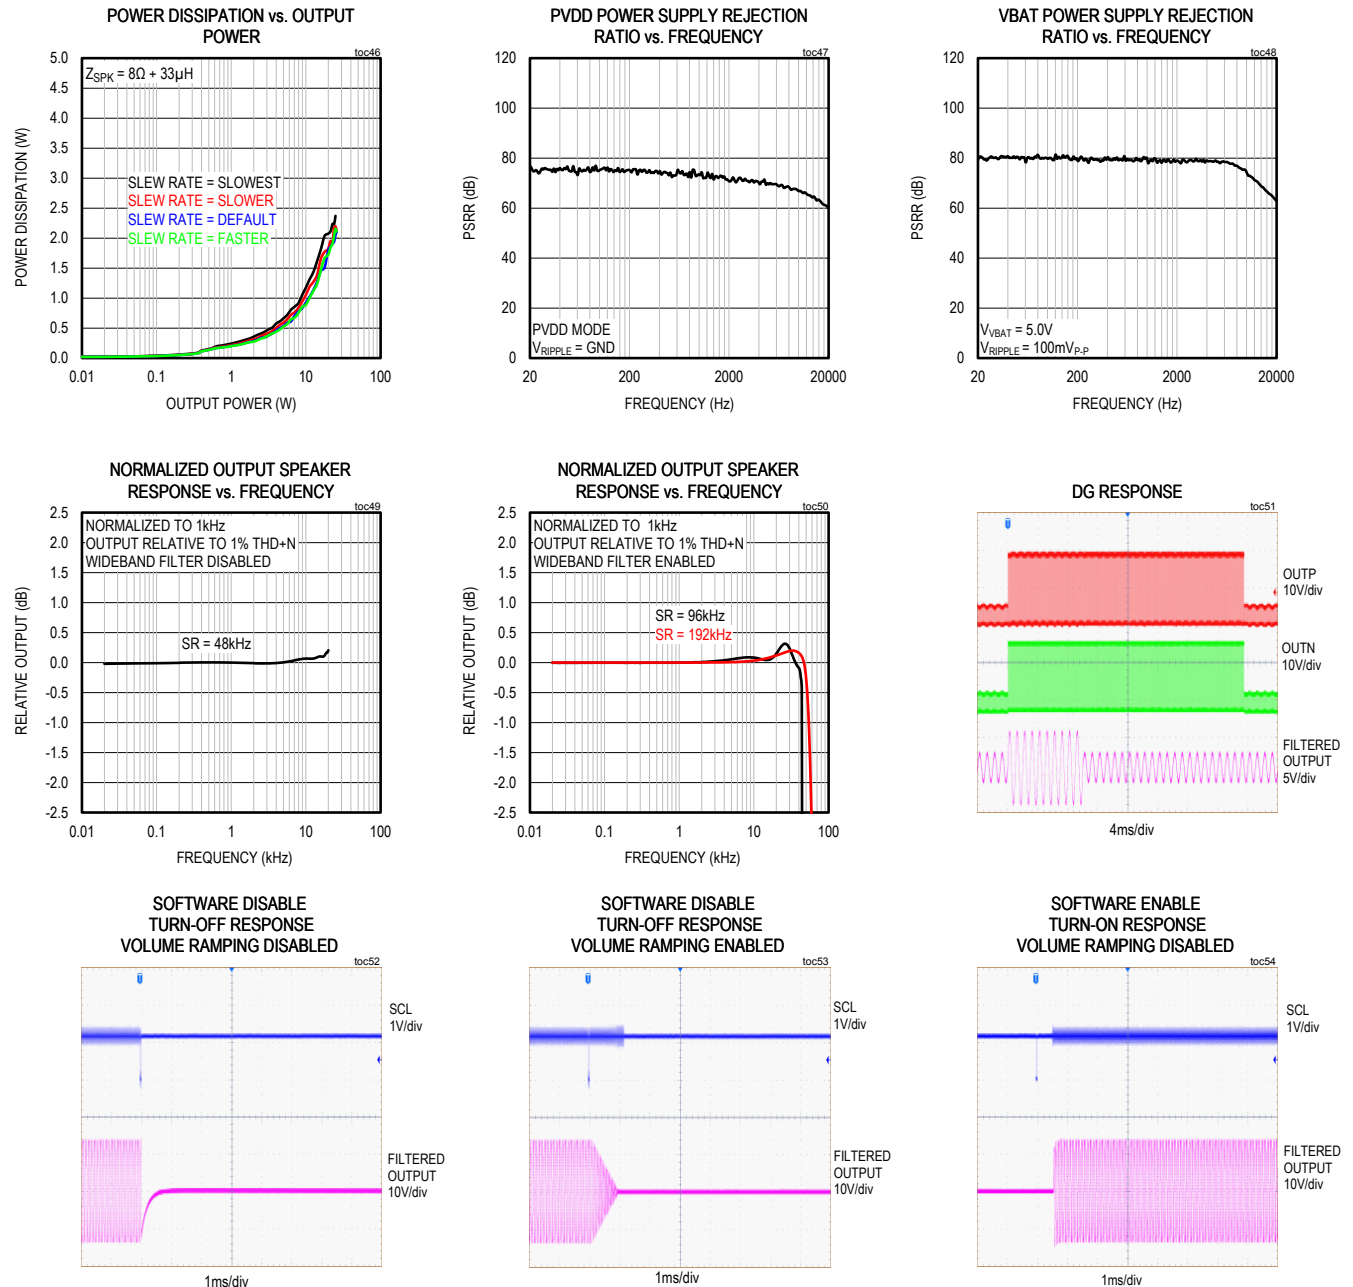 POWER DISSIPATION vs. OUTPUT
POWER
toc46
5.0
4.5
4.0
3.5
3.0
2.5
2.0
1.5
1.0
0.5
0.0
POWER DISSIPATION (W)
ZSPK = 8Ω + 33µH
SLEW RATE = SLOWEST
SLEW RATE = SLOWER
SLEW RATE = DEFAULT
SLEW RATE = FASTER
0.01 0.1 1 10 100
OUTPUT POWER (W)
PVDD POWER SUPPLY REJECTION
RATIO vs. FREQUENCY
toc47
120
100
80
60
40
20
0
PSRR (dB)
PVDD MODE
VRIPPLE = GND
20 200 2000 20000
FREQUENCY (Hz)
VBAT POWER SUPPLY REJECTION
RATIO vs. FREQUENCY
toc48
120
100
80
60
40
20
0
PSRR (dB)
VVBAT = 5.0V
VRIPPLE = 100mVP-P
20 200 2000 20000
FREQUENCY (Hz)
NORMALIZED OUTPUT SPEAKER
RESPONSE vs. FREQUENCY
toc49
2.5
2.0
1.5
1.0
0.5
0.0
-0.5
-1.0
-1.5
-2.0
-2.5
RELATIVE OUTPUT (dB)
NORMALIZED TO 1kHz
OUTPUT RELATIVE TO 1% THD+N
WIDEBAND FILTER DISABLED
SR = 48kHz
0.01 0.1 1 10 100
FREQUENCY (kHz)
NORMALIZED OUTPUT SPEAKER
RESPONSE vs. FREQUENCY
toc50
2.5
2.0
1.5
1.0
0.5
0.0
-0.5
-1.0
-1.5
-2.0
-2.5
RELATIVE OUTPUT (dB)
NORMALIZED TO 1kHz
OUTPUT RELATIVE TO 1% THD+N
WIDEBAND FILTER ENABLED
SR = 96kHz
SR = 192kHz
0.01 0.1 1 10 100
FREQUENCY (kHz)
DG RESPONSE
toc51
OUTP
10V/div
OUTN
10V/div
FILTERED
OUTPUT
5V/div
4ms/div
SOFTWARE DISABLE
TURN-OFF RESPONSE
VOLUME RAMPING DISABLED
toc52
SCL
1V/div
FILTERED
OUTPUT
10V/div
1ms/div
SOFTWARE DISABLE
TURN-OFF RESPONSE
VOLUME RAMPING ENABLED
toc53
SCL
1V/div
FILTERED
OUTPUT
10V/div
1ms/div
SOFTWARE ENABLE
TURN-ON RESPONSE
VOLUME RAMPING DISABLED
toc54
SCL
1V/div
FILTERED
OUTPUT
10V/div
1ms/div